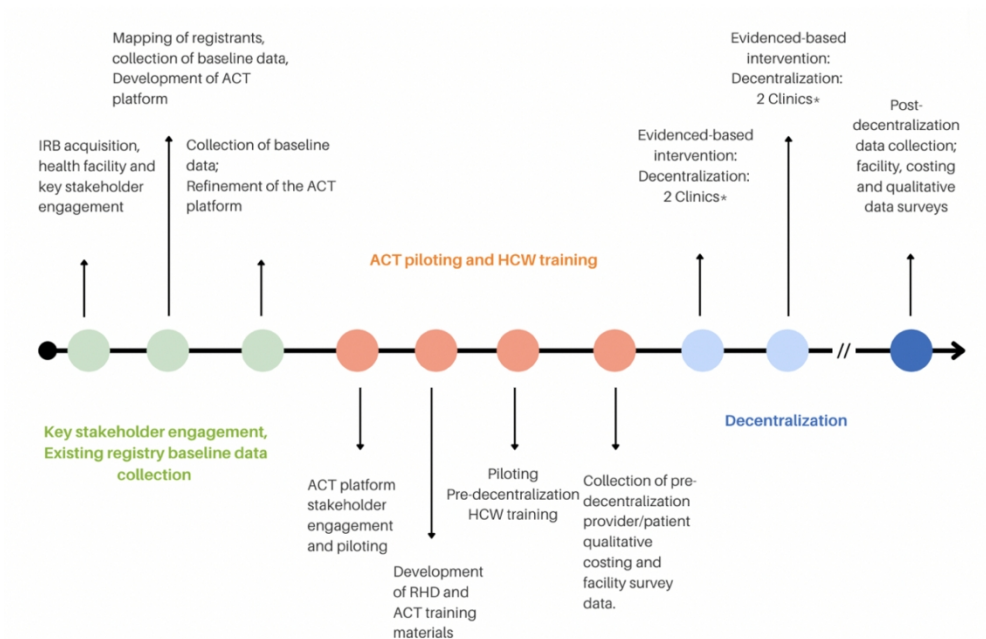 Mapping of registrants,
collection of baseline data,
Development of ACT
platform
IRB acquisition,
health facility and
key stakeholder
engagement
Collection of baseline
data;
Refinement of the ACT
platform
ACT piloting and HCW training
Evidenced-based
intervention:
Decentralization:
2 Clinics*
Evidenced-based
intervention:
Decentralization:
2 Clinics*
Post-
decentralization
data collection;
facility, costing
and qualitative
data surveys
//
Key stakeholder engagement,
Existing registry baseline data
collection
Decentralization
ACT platform
stakeholder
engagement
and piloting
Development
of RHD and
ACT training
materials
Piloting
Pre-decentralization
HCW training
Collection of pre-
decentralization
provider/patient
qualitative
costing and
facility survey
data.